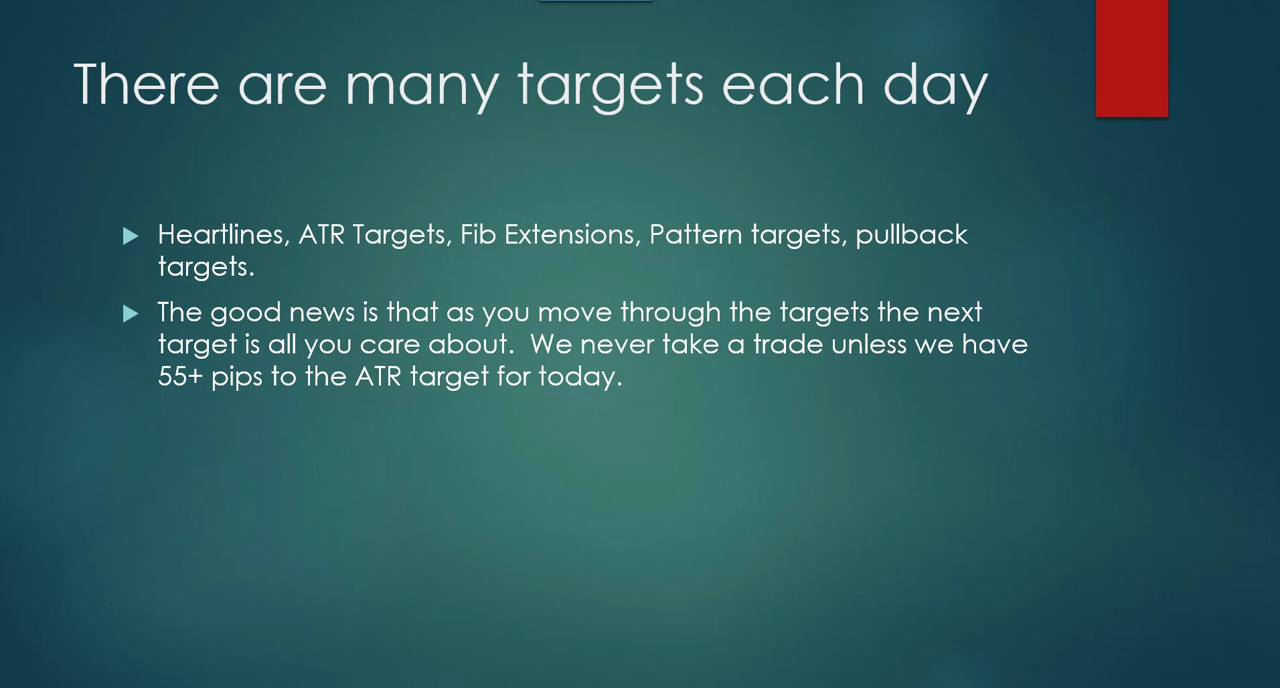 There are many targets each day
Heartlines, ATR Targets, Fib Extensions, Pattern targets, pullback
targets.
The good news is that as you move through the targets the next
target is all you care about.  We never take a trade unless we have
55+ pips to the ATR target for today.